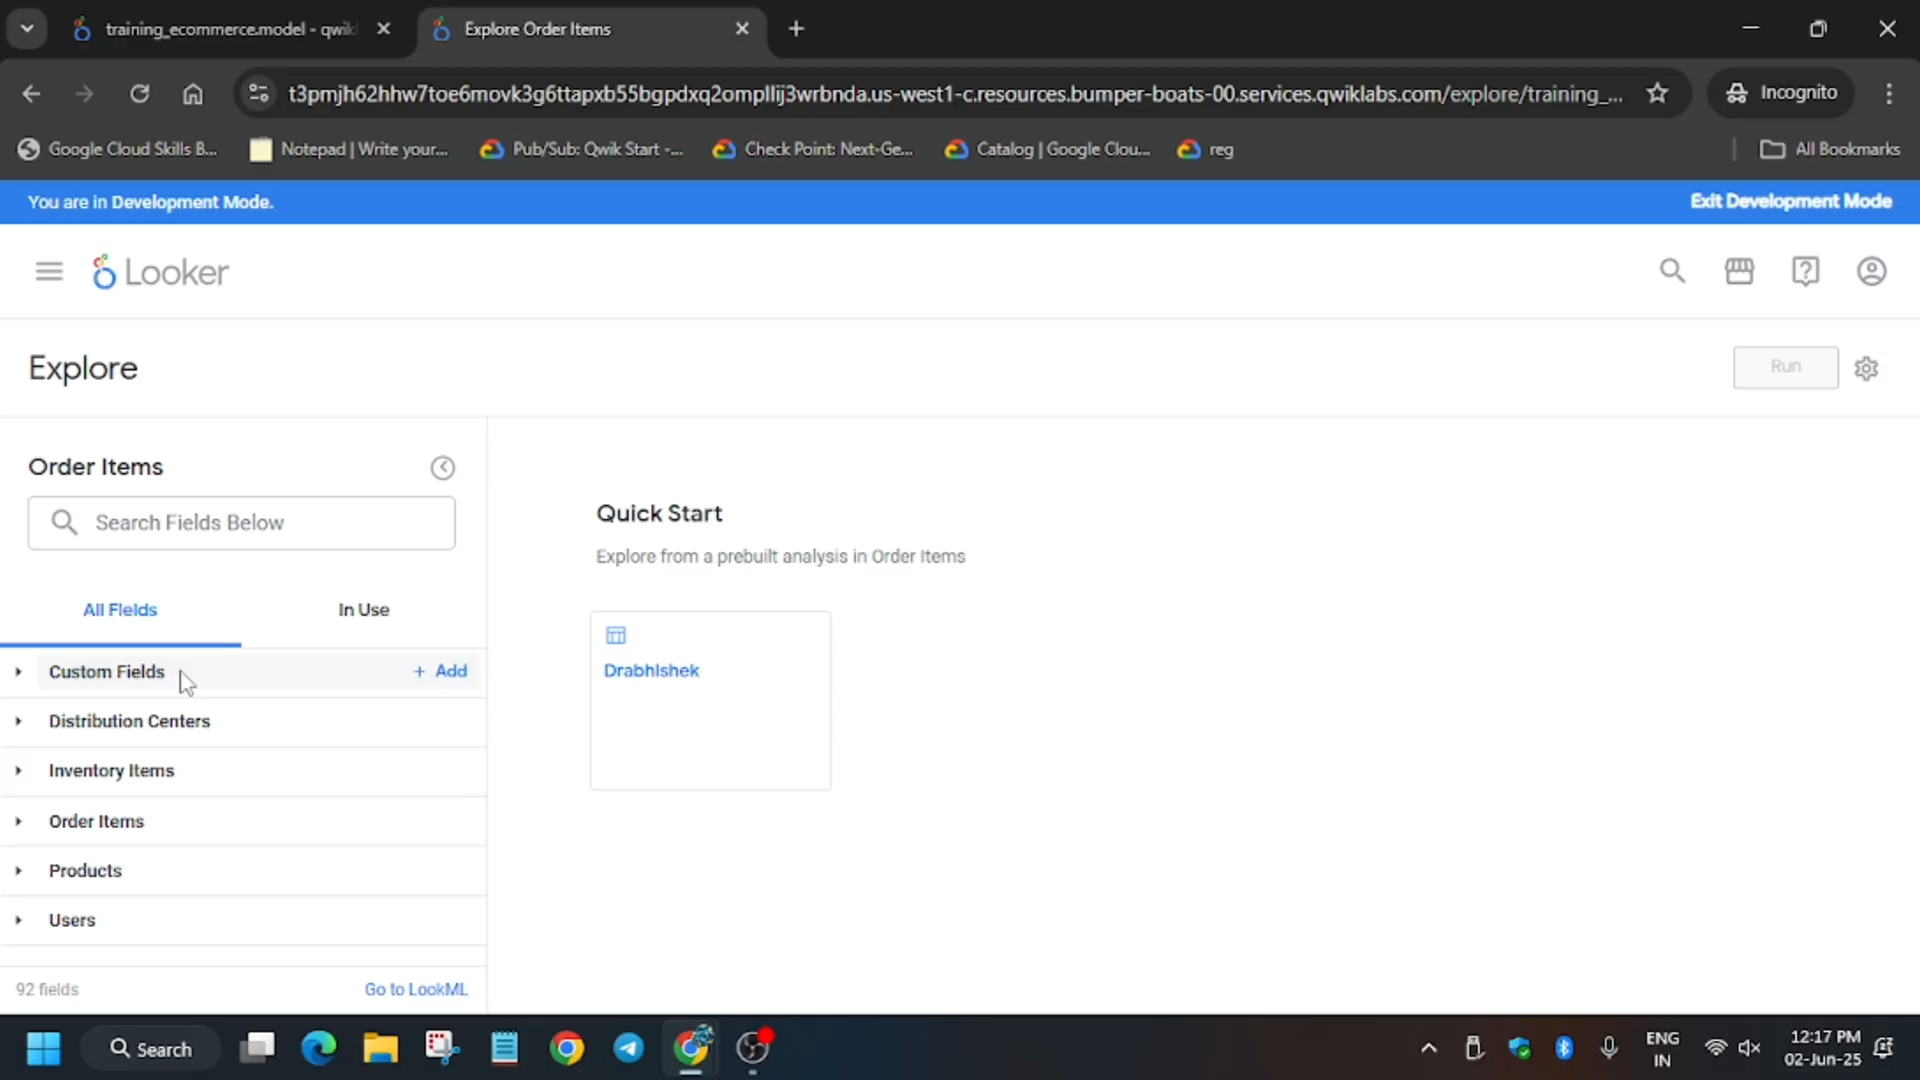 training_ecommerce.model - qwik
Explore Order Items
t3pmjh62hhw7toe6movk3g6ttapxb55bgpdxq2ompllij3wrbnda.us-west1-c.resources.bumper-boats-00.services.qwiklabs.com/explore/training_...
Incognito
Google Cloud Skills B...
Notepad | Write your...
Pub/Sub: Qwik Start -...
Check Point: Next-Ge...
Catalog | Google Clou...
reg
All Bookmarks
You are in Development Mode.
Exit Development Mode
Looker
Explore
Run
Order Items
Search Fields Below
All Fields
In Use
Custom Fields
+ Add
Distribution Centers
Inventory Items
Order Items
Products
Users
92 fields
Go to LookML
Quick Start
Explore from a prebuilt analysis in Order Items
Drabhishek
Search
ENG
IN
12:17 PM
02-Jun-25